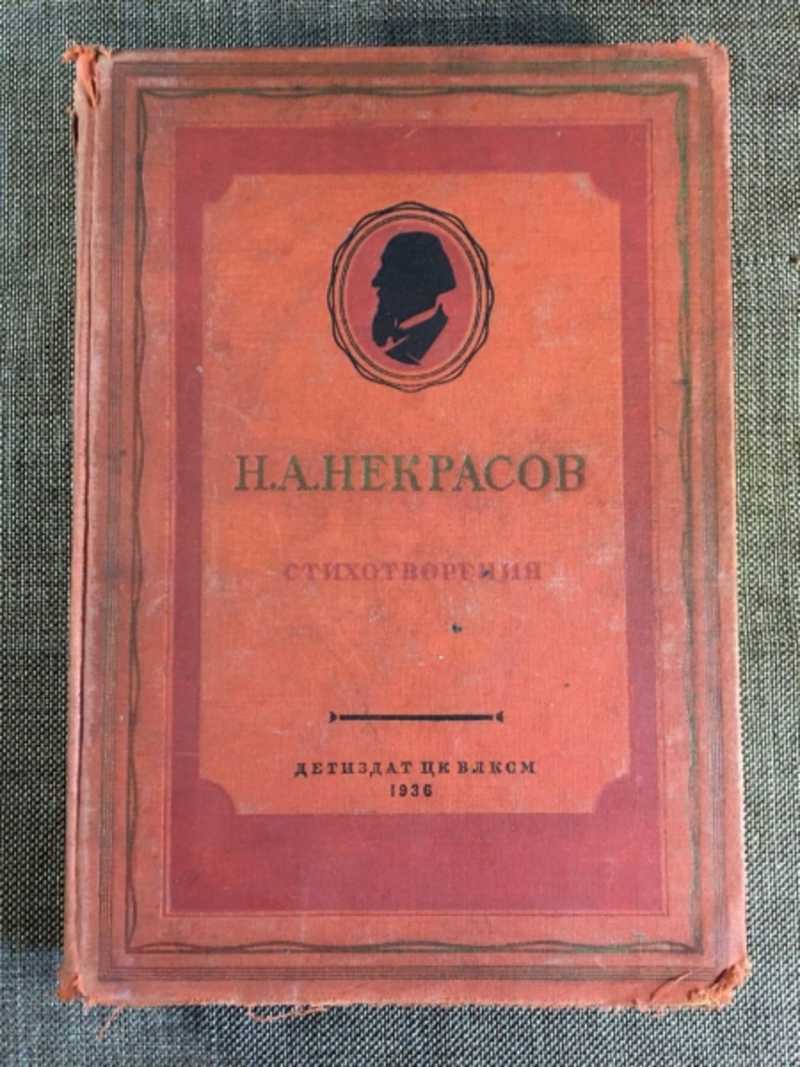 Н.А.НЕКРАСОВ
СТИХОТВОРЕНИЯ
ДЕТИЗДАТ ЦК ВЛКСМ
1936